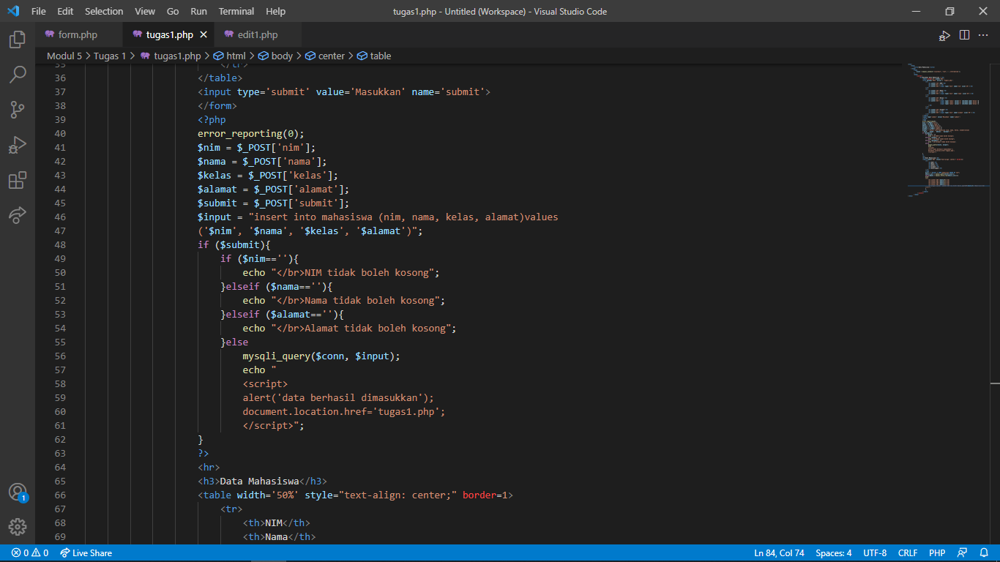 File Edit Selection View Go Run Terminal Help tugas1.php - Untitled (Workspace) - Visual Studio Code
form.php tugas1.php edit1.php
Modul 5 > Tugas 1 > tugas1.php > html > body > center > table
35 </tr>
36 </table>
37 <input type='submit' value='Masukkan' name='submit'>
38 </form>
39 <?php
40 error_reporting(0);
41 $nim = $_POST['nim'];
42 $nama = $_POST['nama'];
43 $kelas = $_POST['kelas'];
44 $alamat = $_POST['alamat'];
45 $submit = $_POST['submit'];
46 $input = "insert into mahasiswa (nim, nama, kelas, alamat)values
47 ('$nim', '$nama', '$kelas', '$alamat')";
48 if ($submit){
49 if ($nim==''){
50 echo "</br>NIM tidak boleh kosong";
51 }elseif ($nama==''){
52 echo "</br>Nama tidak boleh kosong";
53 }elseif ($alamat==''){
54 echo "</br>Alamat tidak boleh kosong";
55 }else
56 mysqli_query($conn, $input);
57 echo "
58 <script>
59 alert('data berhasil dimasukkan');
60 document.location.href='tugas1.php';
61 </script>";
62 }
63 ?>
64 <hr>
65 <h3>Data Mahasiswa</h3>
66 <table width='50%' style="text-align: center;" border=1>
67 <tr>
68 <th>NIM</th>
69 <th>Nama</th>
1
0 0 Live Share Ln 84, Col 74 Spaces: 4 UTF-8 CRLF PHP